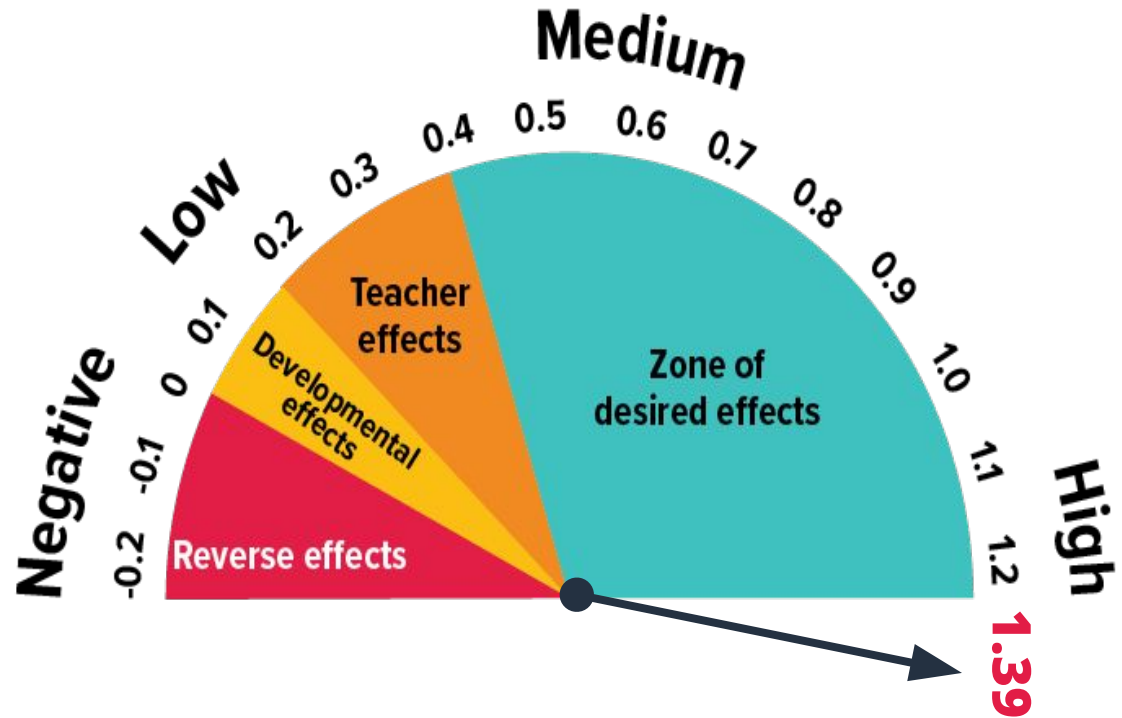 Medium
Low
Negative
High
-0.2
-0.1
0
0.1
0.2
0.3
0.4
0.5
0.6
0.7
0.8
0.9
1.0
1.1
1.2
1.39
Reverse effects
Developmental
effects
Teacher
effects
Zone of
desired effects